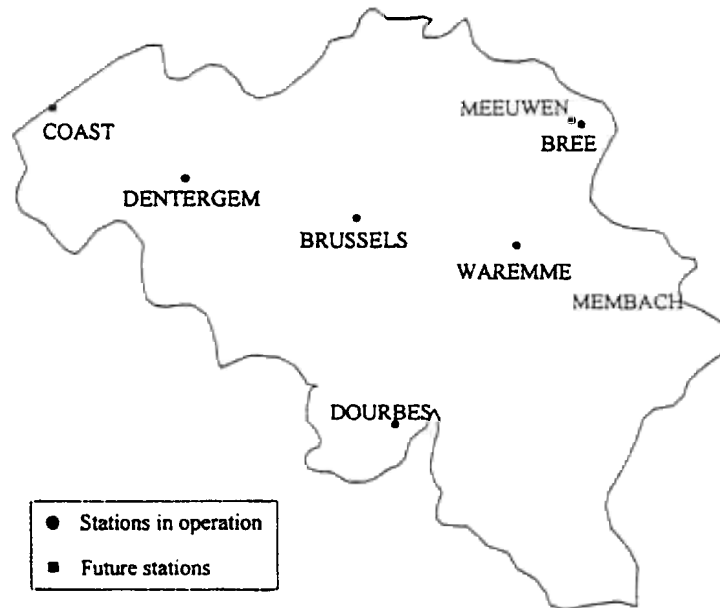 MEEUWEN
COAST
BREE
DENTERGEM
BRUSSELS
WAREMME
MEMBACH
DOURBES
Stations in operation
Future stations